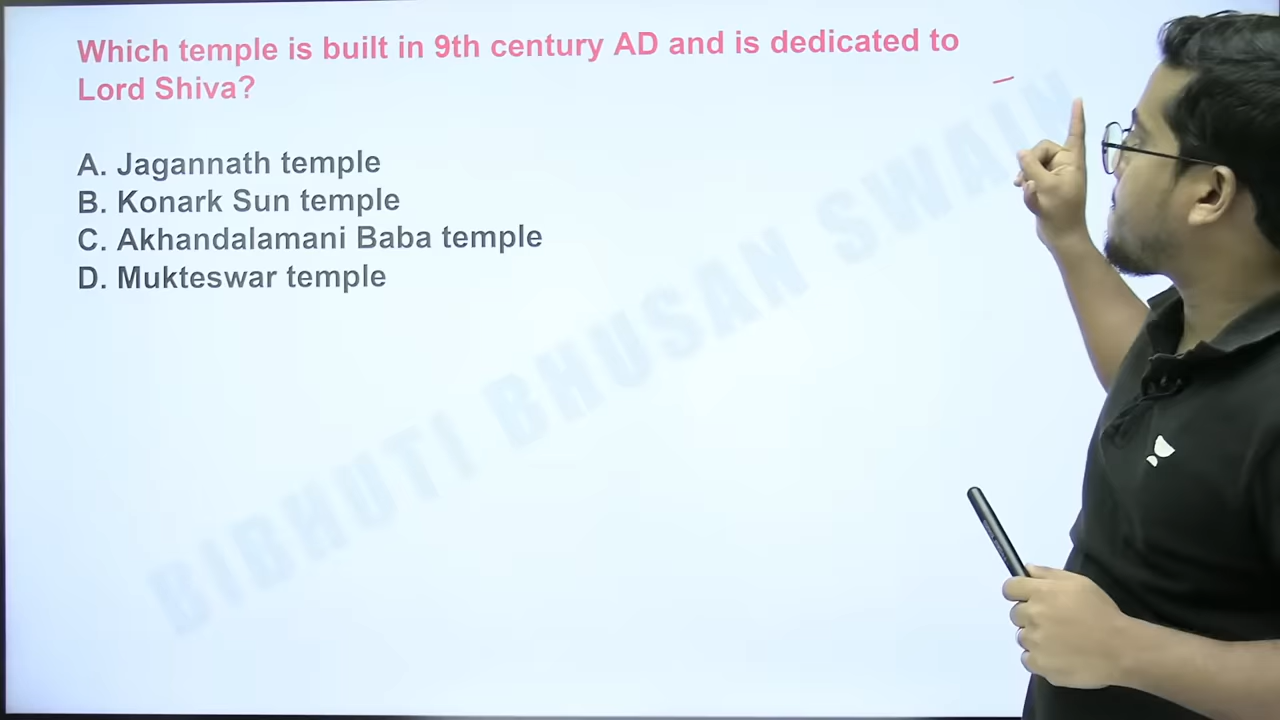 Which temple is built in 9th century AD and is dedicated to
Lord Shiva?
A. Jagannath temple
B. Konark Sun temple
C. Akhandalamani Baba temple
D. Mukteswar temple
BIBHUTI BHUSAN SWAIN